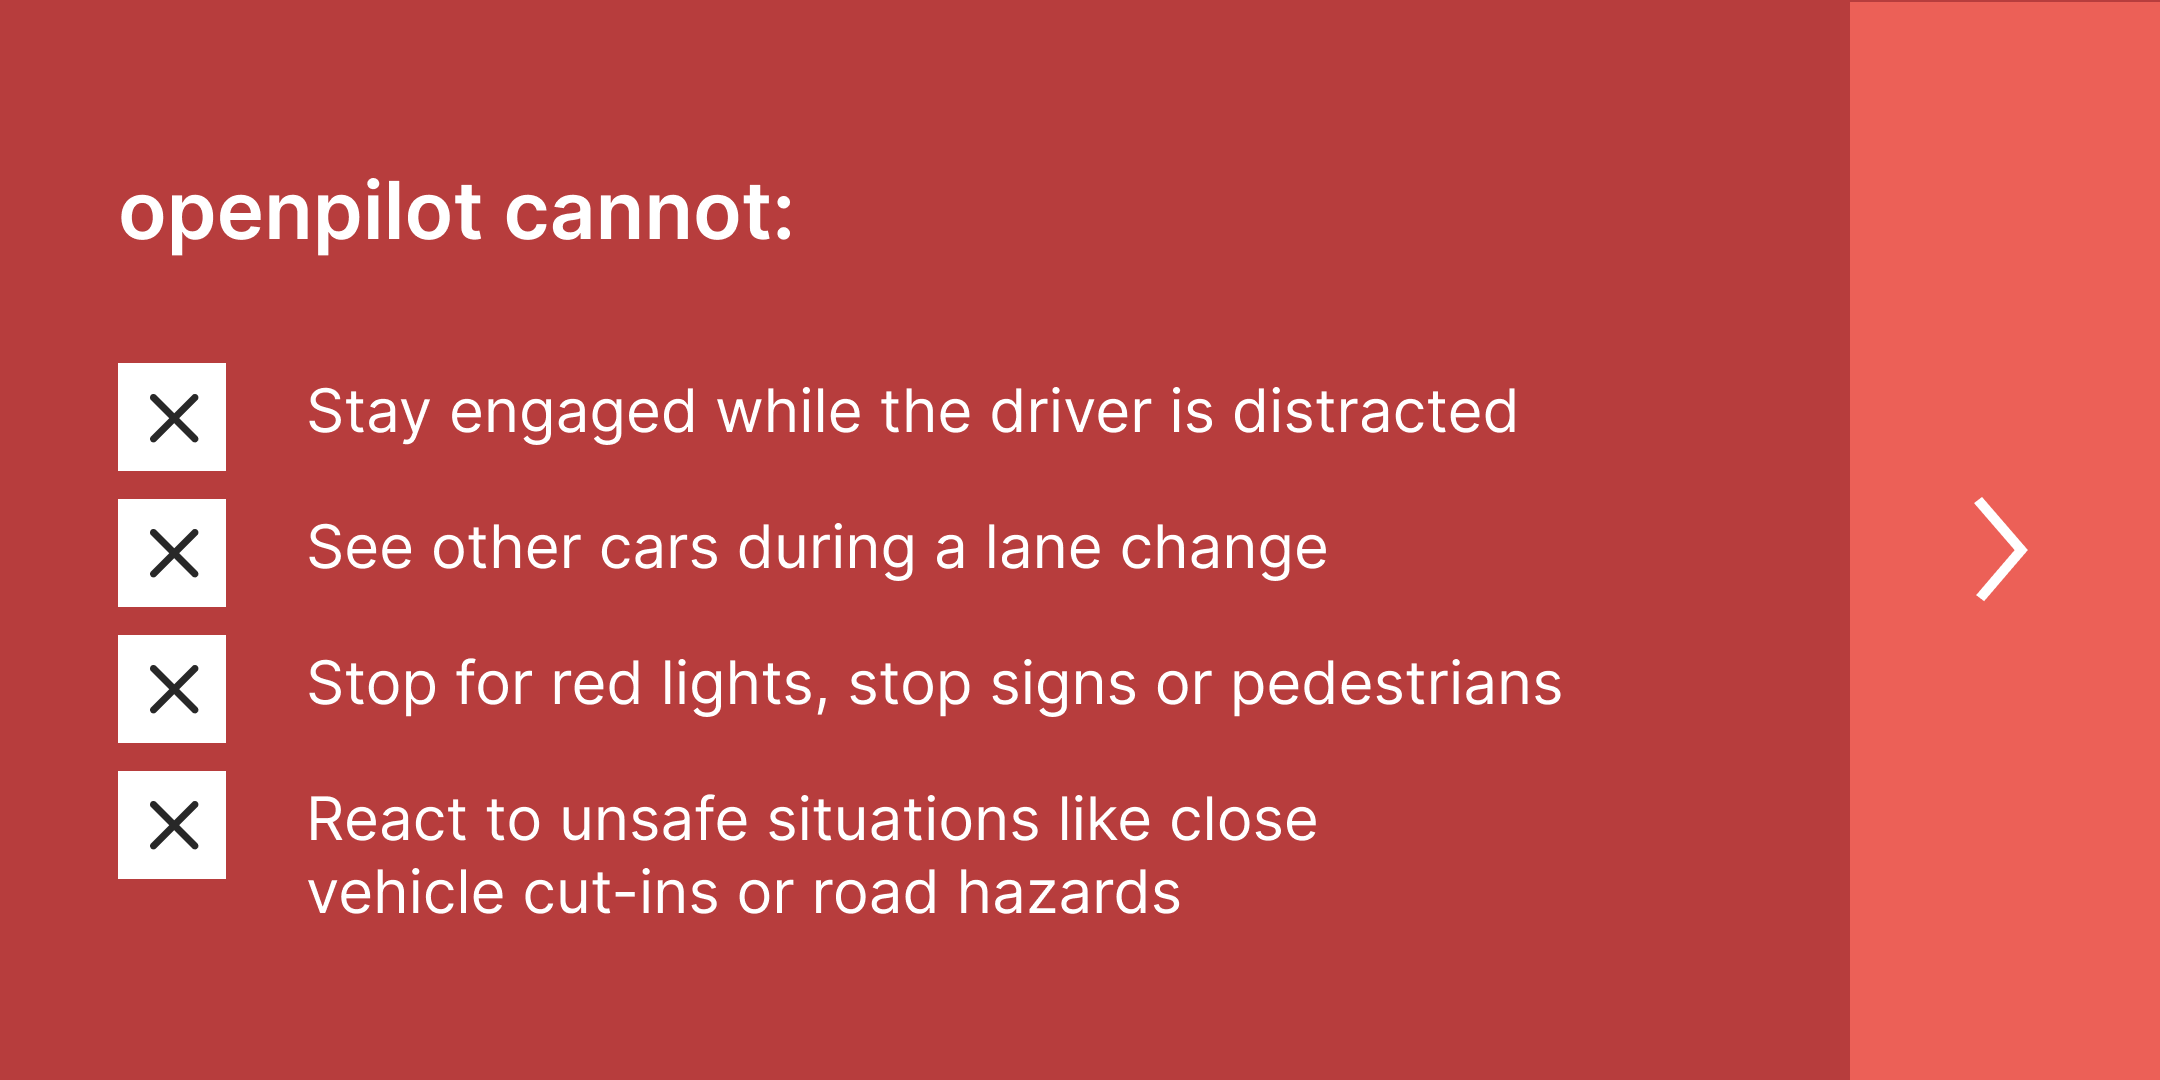 openpilot cannot:
Stay engaged while the driver is distracted
See other cars during a lane change
Stop for red lights, stop signs or pedestrians
React to unsafe situations like close
vehicle cut-ins or road hazards